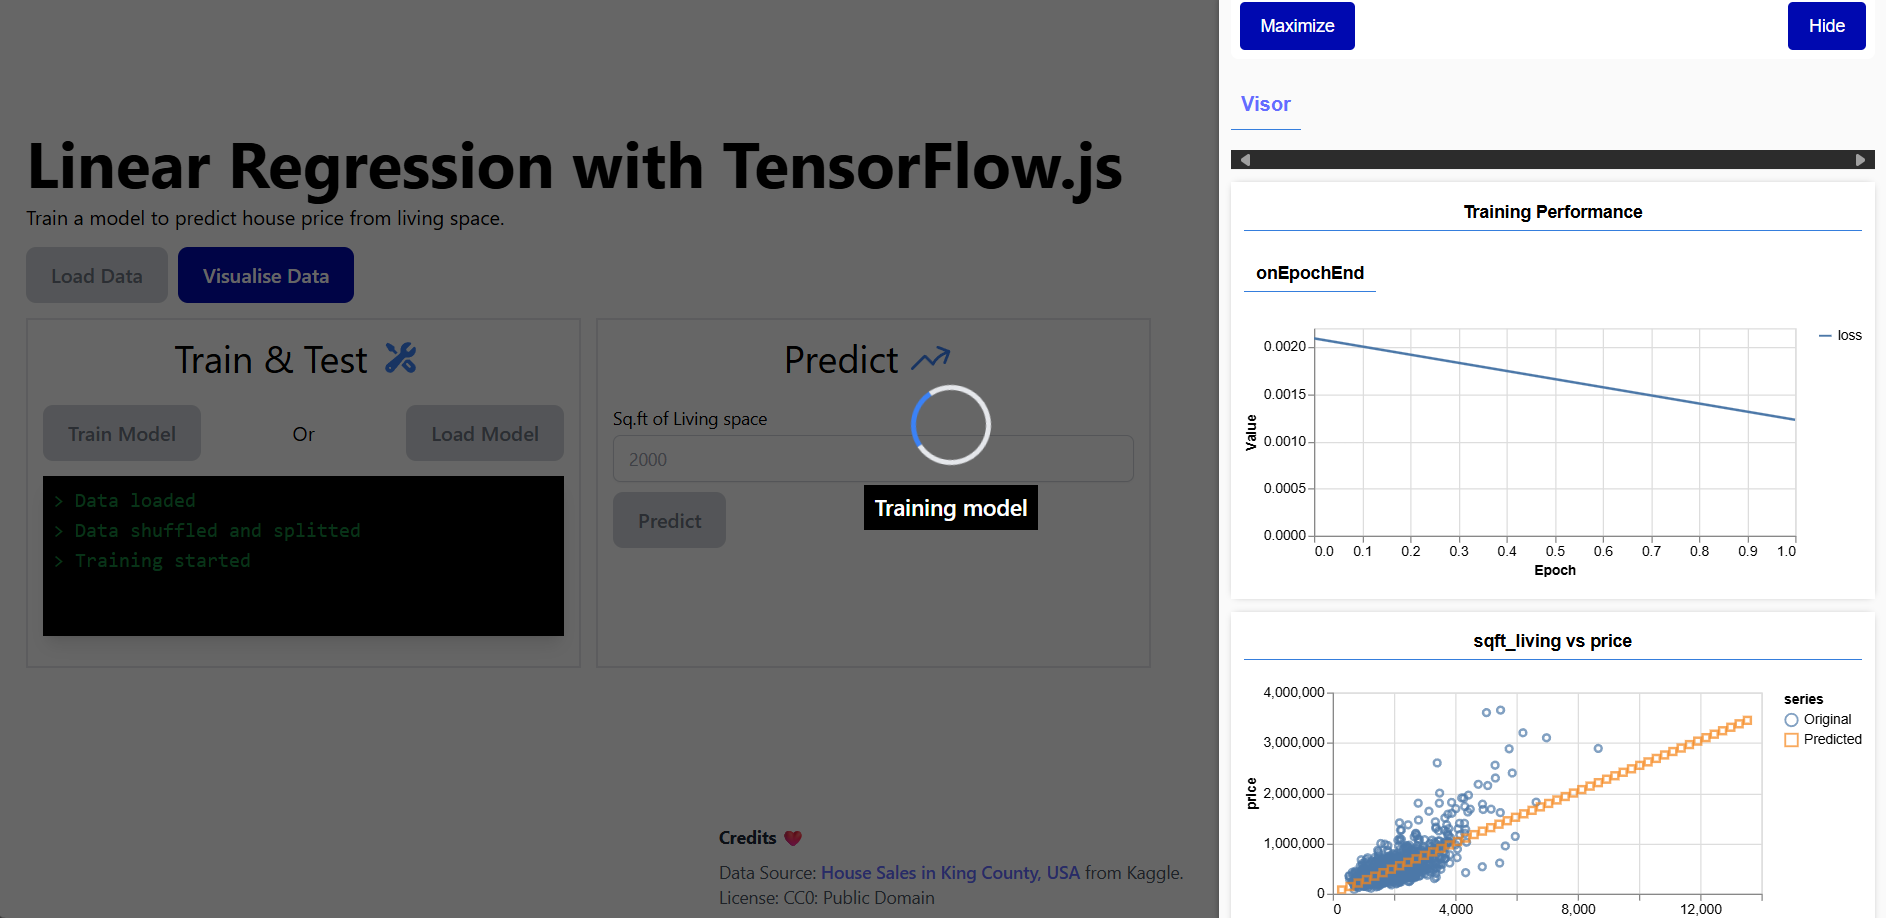 Linear Regression with TensorFlow.js
Train a model to predict house price from living space.
Load Data
Visualise Data
Train & Test
Train Model
Or
Load Model
> Data loaded
> Data shuffled and splitted
> Training started
Predict
Sq.ft of Living space
2000
Predict
Training model
Credits
Data Source: House Sales in King County, USA from Kaggle.
License: CC0: Public Domain
Maximize
Hide
Visor
Training Performance
onEpochEnd
loss
0.0020
0.0015
0.0010
0.0005
0.0000
Value
0.0 0.1 0.2 0.3 0.4 0.5 0.6 0.7 0.8 0.9 1.0
Epoch
sqft_living vs price
4,000,000
3,000,000
2,000,000
1,000,000
0
price
series
Original
Predicted
0 4,000 8,000 12,000